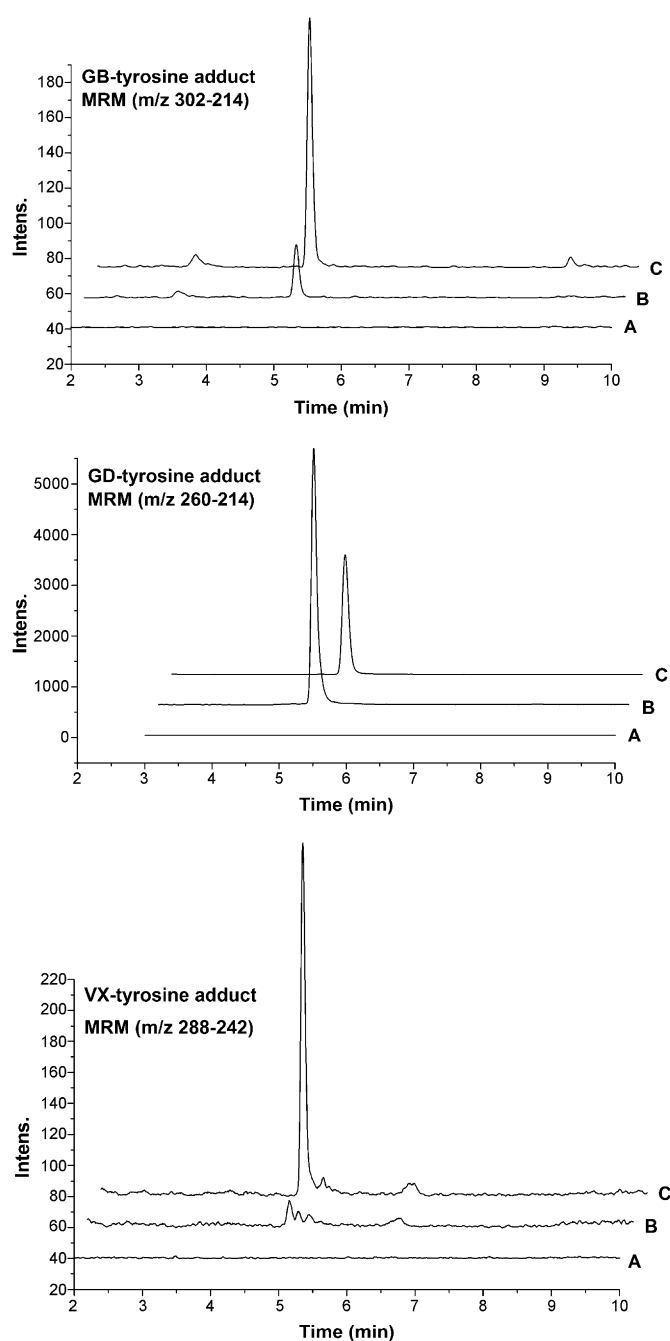 GB-tyrosine adduct
MRM (m/z 302-214)
Intens.
180
160
140
120
100
80
60
40
20
C
B
A
2 3 4 5 6 7 8 9 10
Time (min)
GD-tyrosine adduct
MRM (m/z 260-214)
Intens.
5000
4000
3000
2000
1000
0
C
B
A
2 3 4 5 6 7 8 9 10
Time (min)
VX-tyrosine adduct
MRM (m/z 288-242)
Intens.
220
200
180
160
140
120
100
80
60
40
20
C
B
A
2 3 4 5 6 7 8 9 10
Time (min)